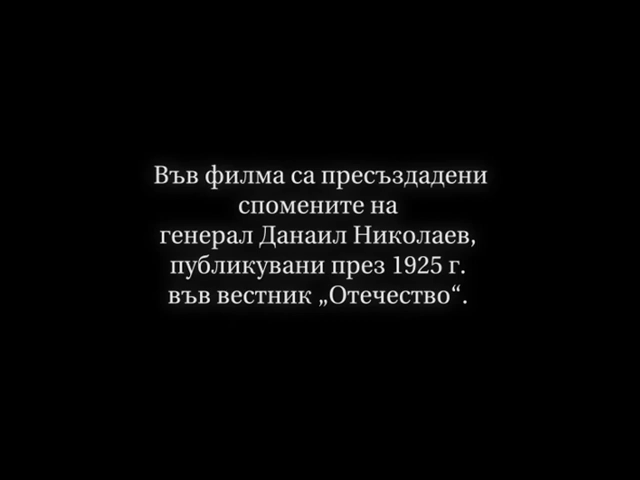 Във филма са пресъздадени
спомените на
генерал Данаил Николаев,
публикувани през 1925 г.
във вестник „Отечество“.